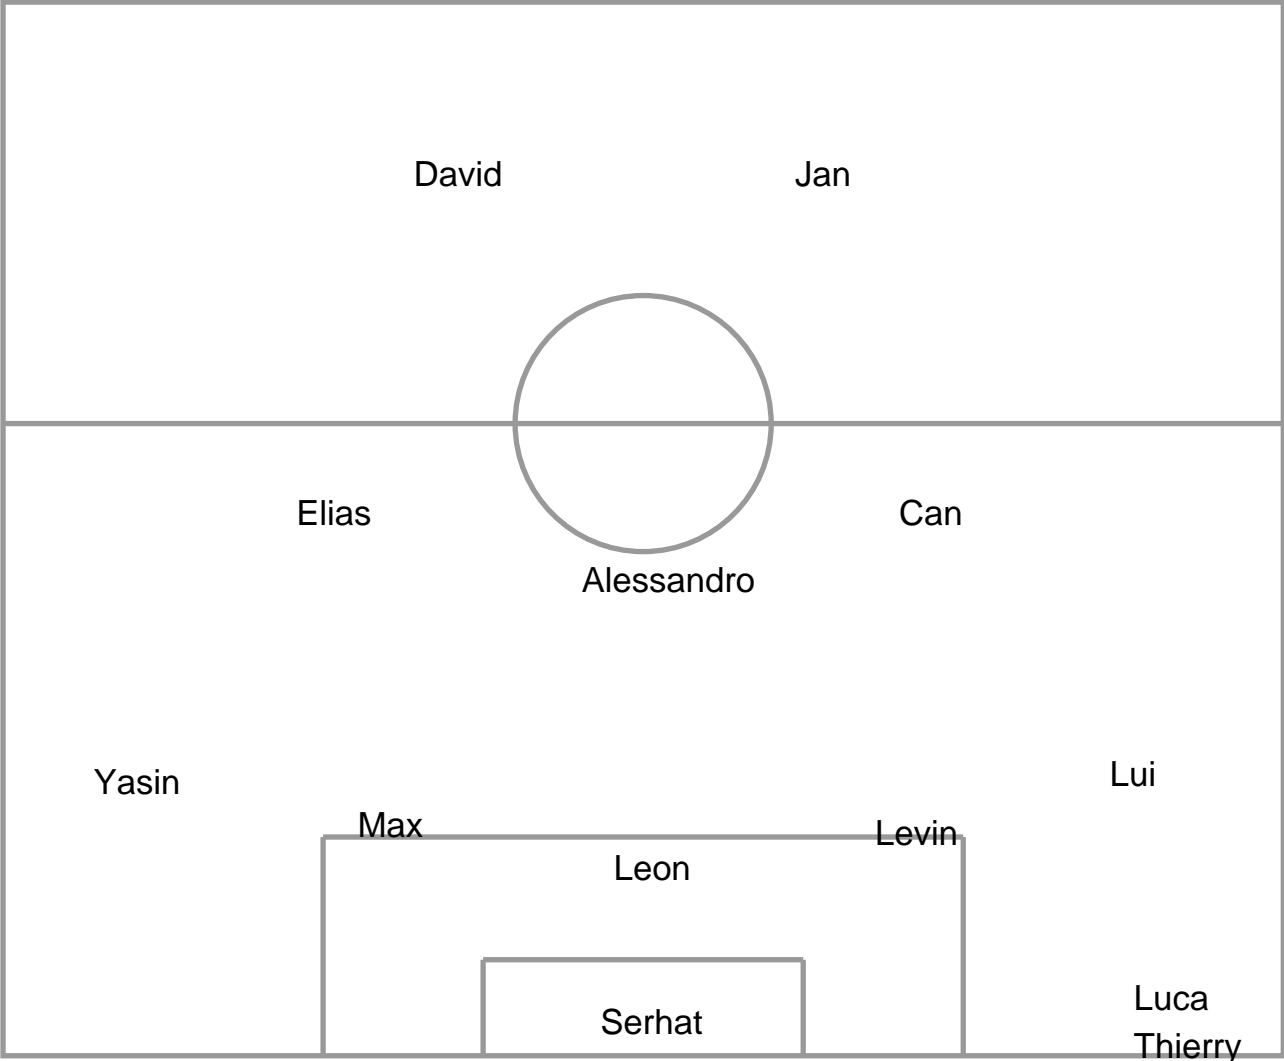 David
Jan
Elias
Can
Alessandro
Yasin
Lui
Max
Levin
Leon
Luca
Serhat
Thierry